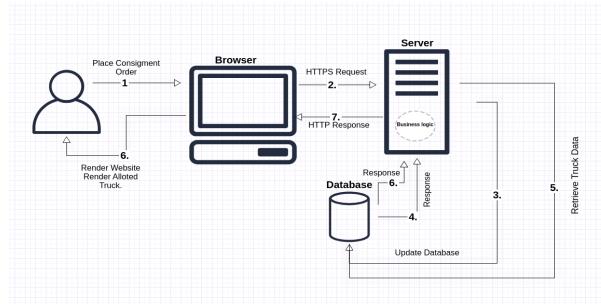 Server
Browser
Place Consigment
Order
1
HTTPS Request
2.
7.
HTTP Response
Business logic
6.
Render Website
Render Alloted
Truck.
Response
6.
Database
4.
Response
3.
5.
Retrieve Truck Data
Update Database